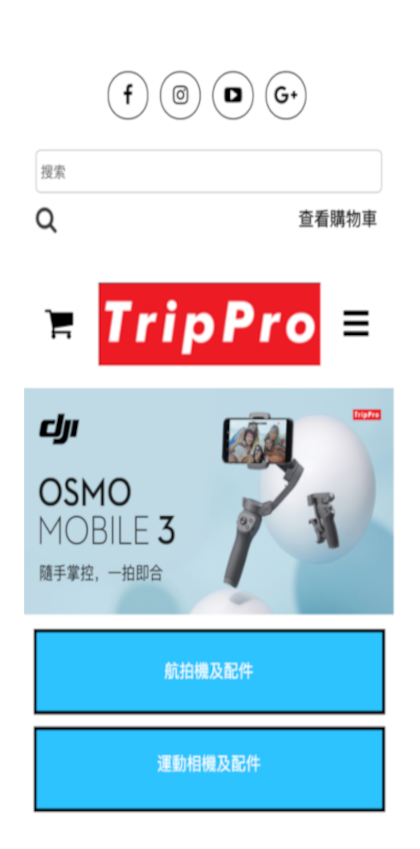 f
G+
搜索
查看購物車
TripPro
dji
TripPro
OSMO
MOBILE 3
隨手掌控，一拍即合
航拍機及配件
運動相機及配件